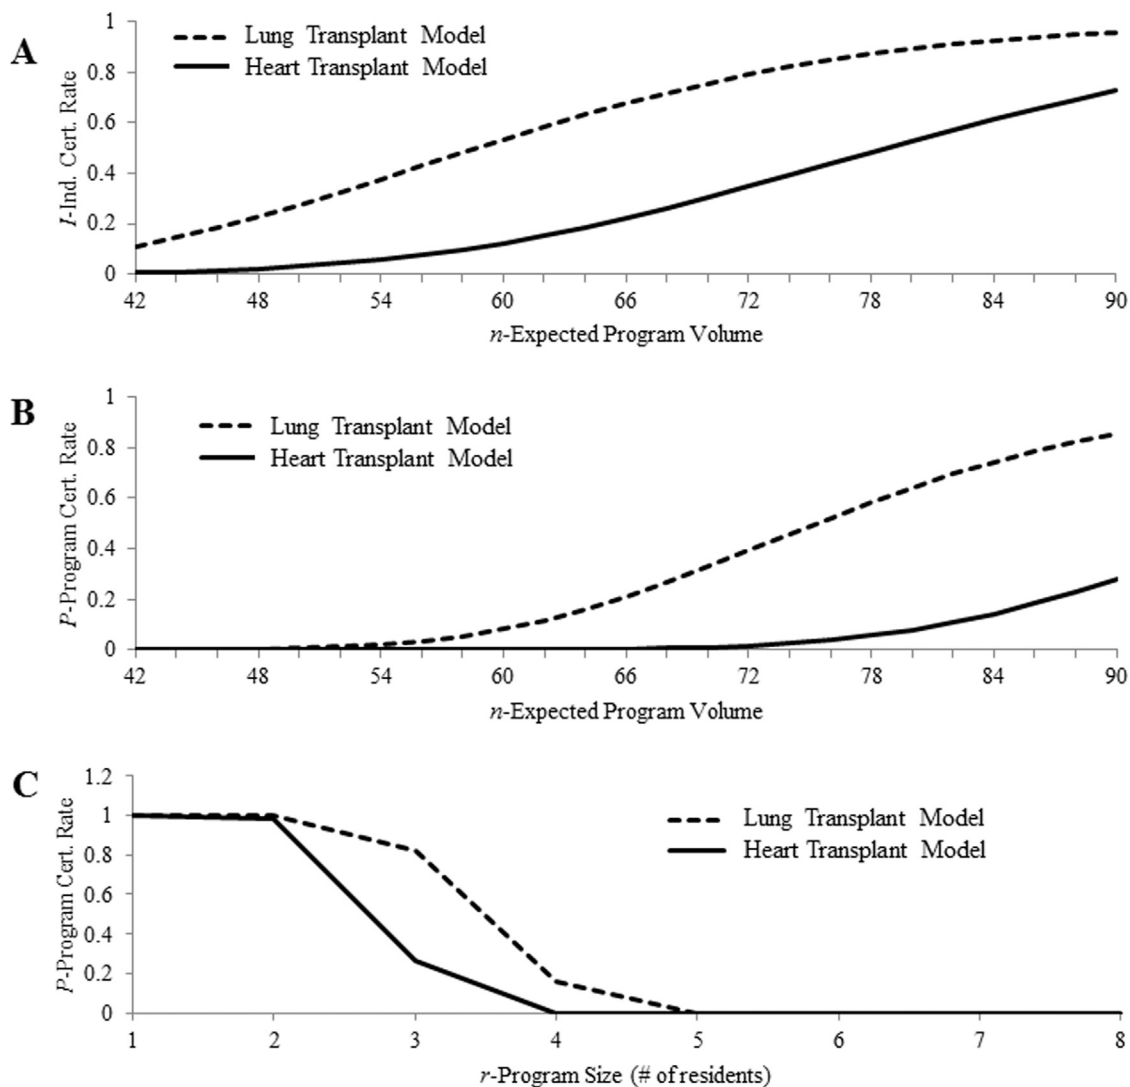 A
1
0.8
0.6
0.4
0.2
0
I-Ind. Cert. Rate
Lung Transplant Model
Heart Transplant Model
42 48 54 60 66 72 78 84 90
n-Expected Program Volume
B
1
0.8
0.6
0.4
0.2
0
P-Program Cert. Rate
Lung Transplant Model
Heart Transplant Model
42 48 54 60 66 72 78 84 90
n-Expected Program Volume
C
1.2
1
0.8
0.6
0.4
0.2
0
P-Program Cert. Rate
Lung Transplant Model
Heart Transplant Model
1 2 3 4 5 6 7 8
r-Program Size (# of residents)